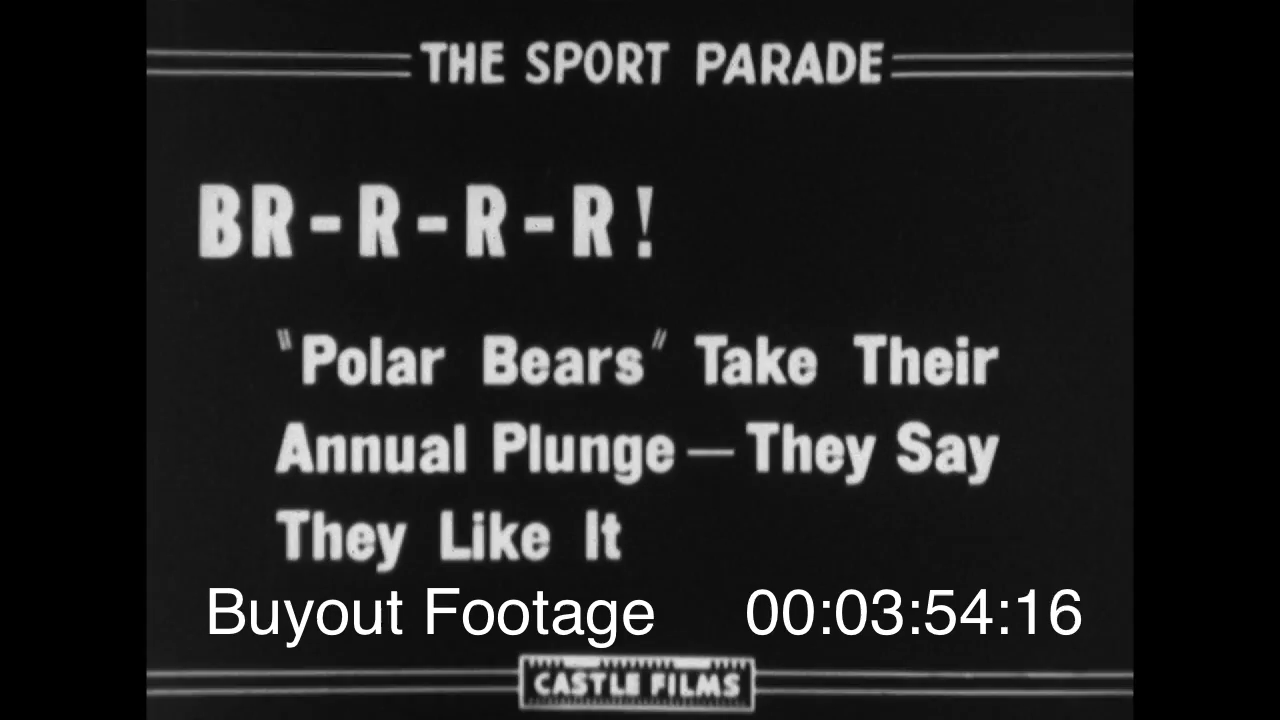 THE SPORT PARADE
BR-R-R-R!
"Polar Bears" Take Their
Annual Plunge — They Say
They Like It
Buyout Footage 00:03:54:16
CASTLE FILMS